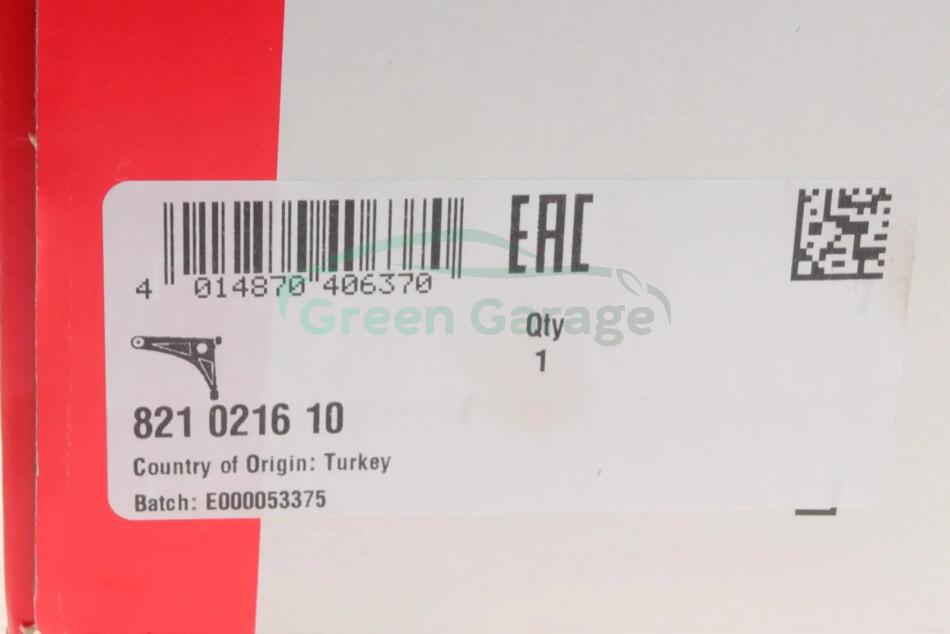 EAC
4 014870 406370
Green Garage
Qty
1
821 0216 10
Country of Origin: Turkey
Batch: E000053375